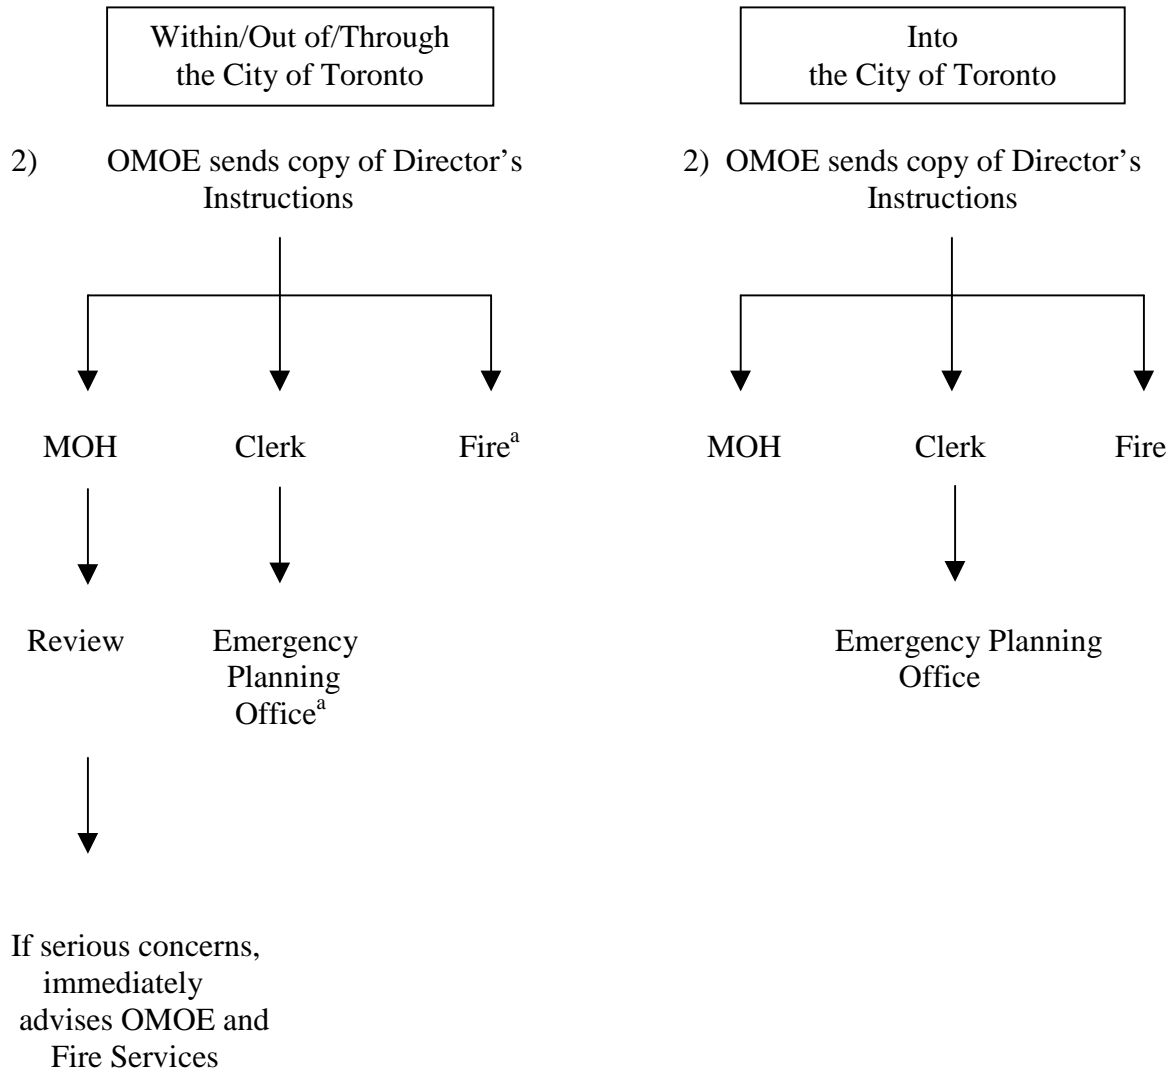 Within/Out of/Through
the City of Toronto
2) OMOE sends copy of Director’s
Instructions
MOH Clerk Fireᵃ
Review Emergency
Planning
Officeᵃ
If serious concerns,
immediately
advises OMOE and
Fire Services
Into
the City of Toronto
2) OMOE sends copy of Director’s
Instructions
MOH Clerk Fire
Emergency Planning
Office